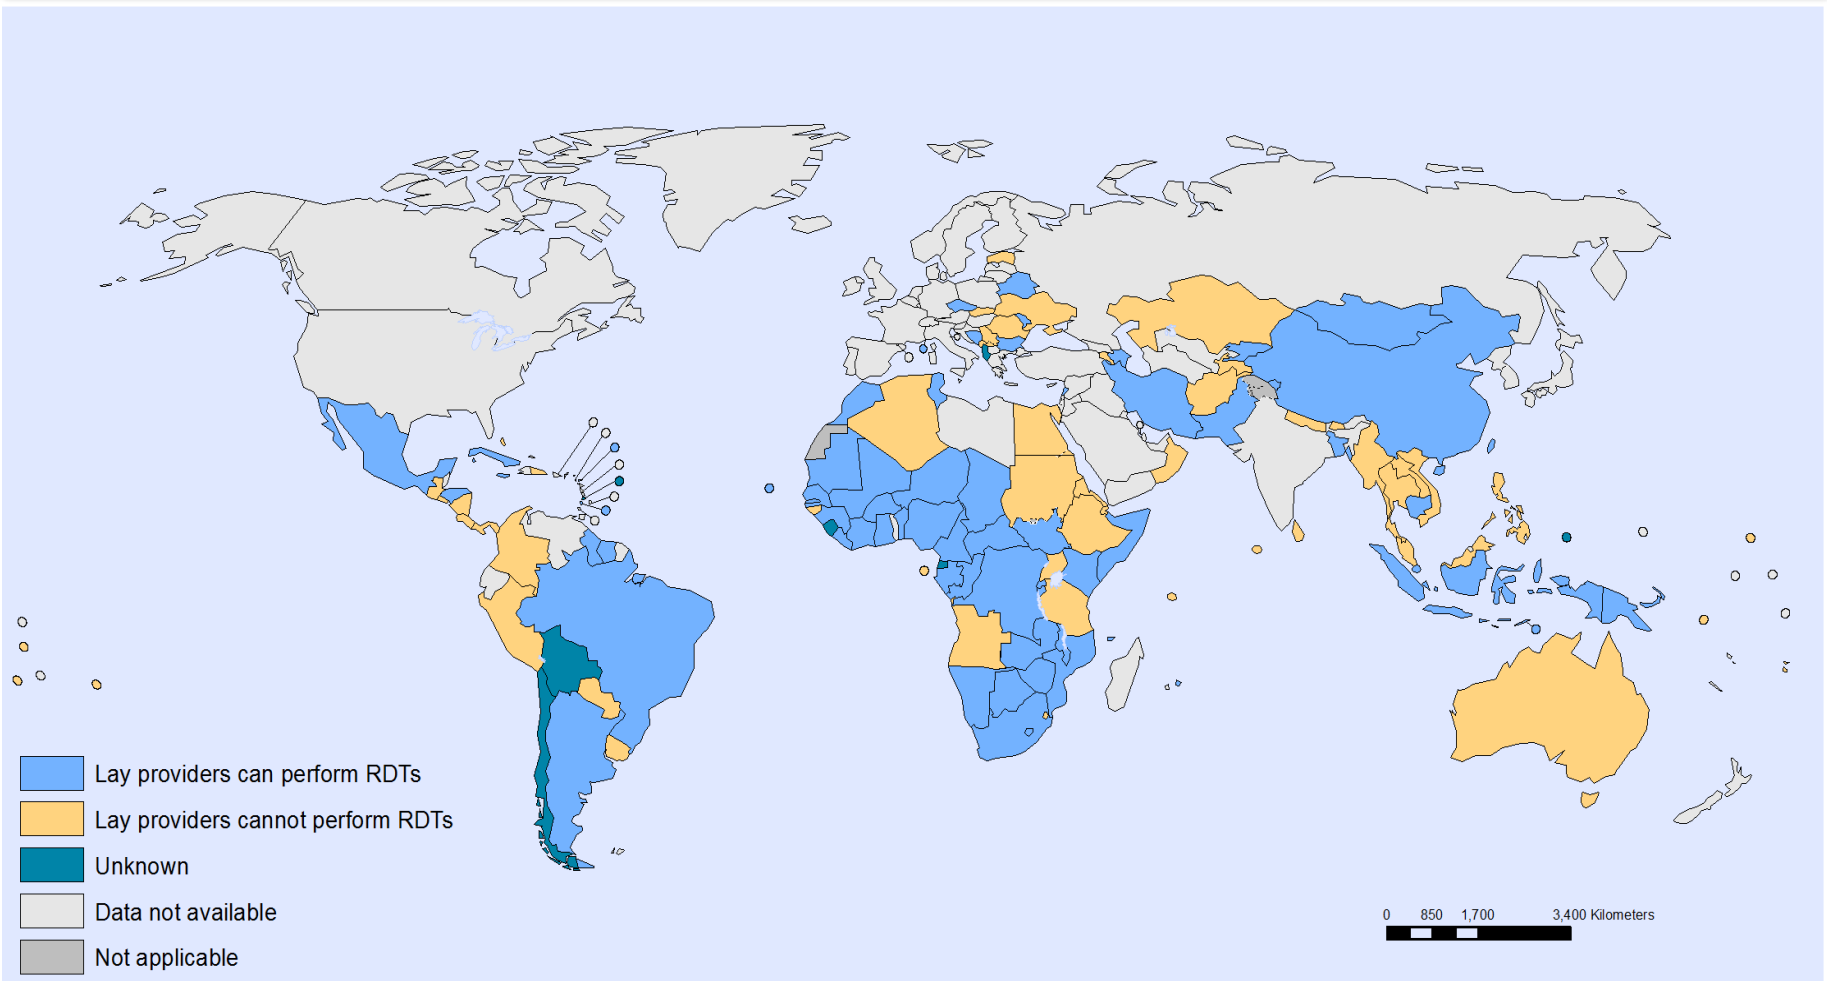 Lay providers can perform RDTs
Lay providers cannot perform RDTs
Unknown
Data not available
Not applicable
0 850 1,700 3,400 Kilometers